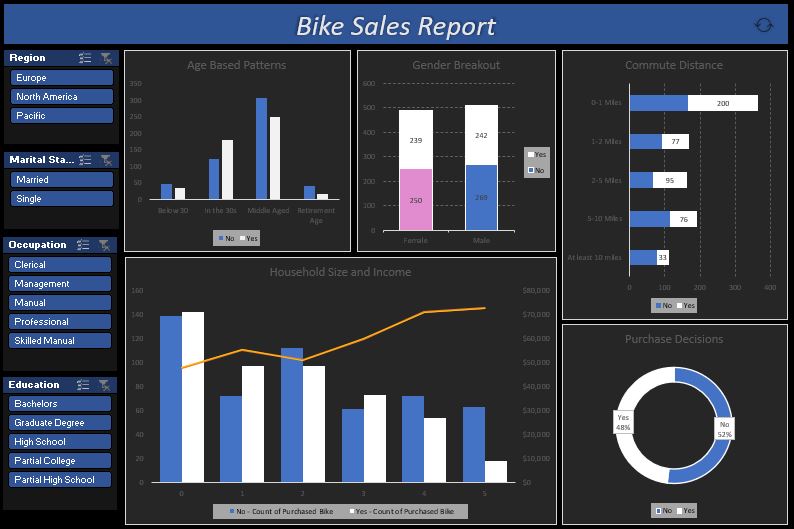 Bike Sales Report
Region
Europe
North America
Pacific
Marital Sta...
Married
Single
Occupation
Clerical
Management
Manual
Professional
Skilled Manual
Education
Bachelors
Graduate Degree
High School
Partial College
Partial High School
Age Based Patterns
350
300
250
200
150
100
50
0
Below 30 In the 30s Middle Aged Retirement
Age
No Yes
Gender Breakout
600
500
400
300
200
100
0
239 242
250 269
Female Male
Yes
No
Commute Distance
0-1 Miles 200
1-2 Miles 77
2-5 Miles 95
5-10 Miles 76
At least 10 miles 33
0 100 200 300 400
No Yes
Household Size and Income
160 $80,000
140 $70,000
120 $60,000
100 $50,000
80 $40,000
60 $30,000
40 $20,000
20 $10,000
0 $0
0 1 2 3 4 5
No - Count of Purchased Bike Yes - Count of Purchased Bike
Purchase Decisions
Yes
48%
No
52%
No Yes